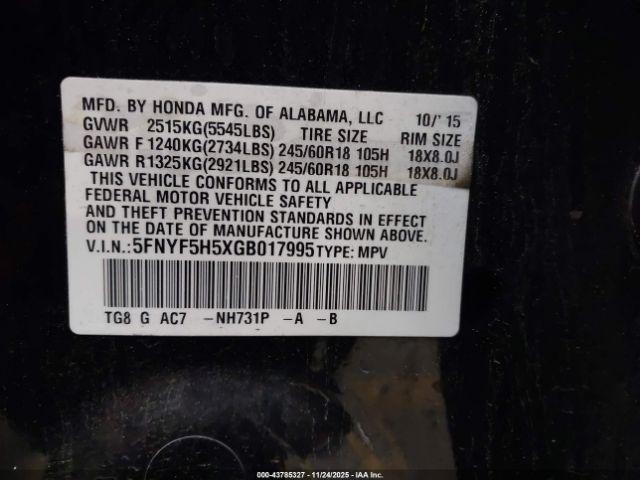 MFD. BY HONDA MFG. OF ALABAMA, LLC 10/'15
GVWR 2515KG(5545LBS) TIRE SIZE RIM SIZE
GAWR F 1240KG(2734LBS) 245/60R18 105H 18X8.0J
GAWR R1325KG(2921LBS) 245/60R18 105H 18X8.0J
THIS VEHICLE CONFORMS TO ALL APPLICABLE
FEDERAL MOTOR VEHICLE SAFETY
AND THEFT PREVENTION STANDARDS IN EFFECT
ON THE DATE OF MANUFACTURE SHOWN ABOVE.
V.I.N.: 5FNYF5H5XGB017995 TYPE: MPV
TG8 G AC7 -NH731P -A -B
000-43785327 | 11/24/2025 | IAA Inc.